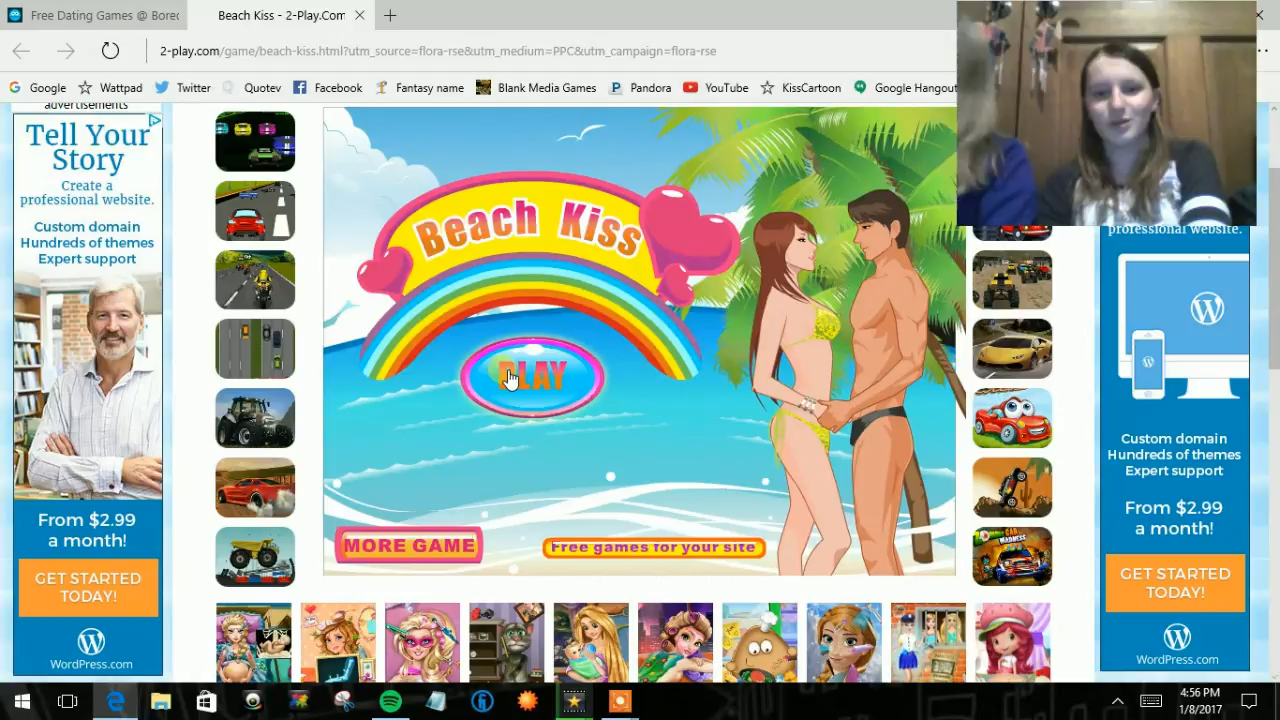 Free Dating Games @ Bored
Beach Kiss - 2-Play.Com
2-play.com/game/beach-kiss.html?utm_source=flora-rse&utm_medium=PPC&utm_campaign=flora-rse
Google
Wattpad
Twitter
Quotev
Facebook
Fantasy name
Blank Media Games
Pandora
YouTube
KissCartoon
Google Hangout
advertisements
Tell Your
Story
Create a
professional website.
Custom domain
Hundreds of themes
Expert support
From $2.99
a month!
GET STARTED
TODAY!
WordPress.com
Beach Kiss
PLAY
MORE GAME
Free games for your site
professional website.
Custom domain
Hundreds of themes
Expert support
From $2.99
a month!
GET STARTED
TODAY!
WordPress.com
4:56 PM
1/8/2017